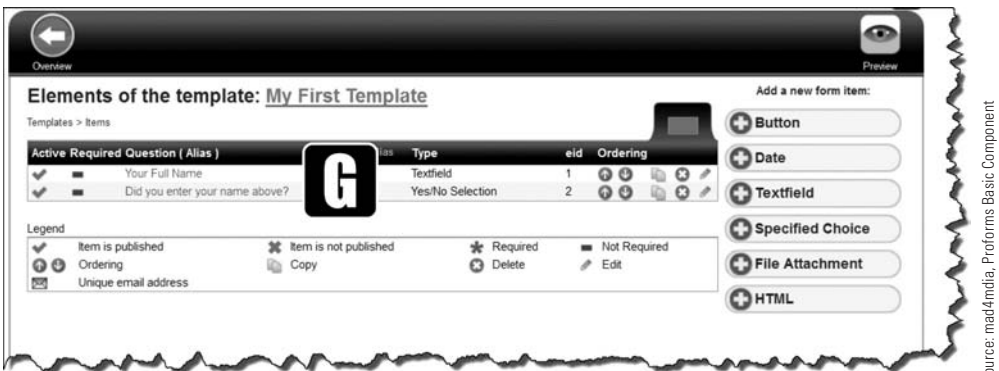 Overview
Preview
Elements of the template: My First Template
Templates > Items
Active Required Question ( Alias ) ias Type eid Ordering
Your Full Name Textfield 1
Did you enter your name above? Yes/No Selection 2
G
Legend
Item is published Item is not published Required Not Required
Ordering Copy Delete Edit
Unique email address
Add a new form item:
Button
Date
Textfield
Specified Choice
File Attachment
HTML
ource: mad4mdia, Proforms Basic Component